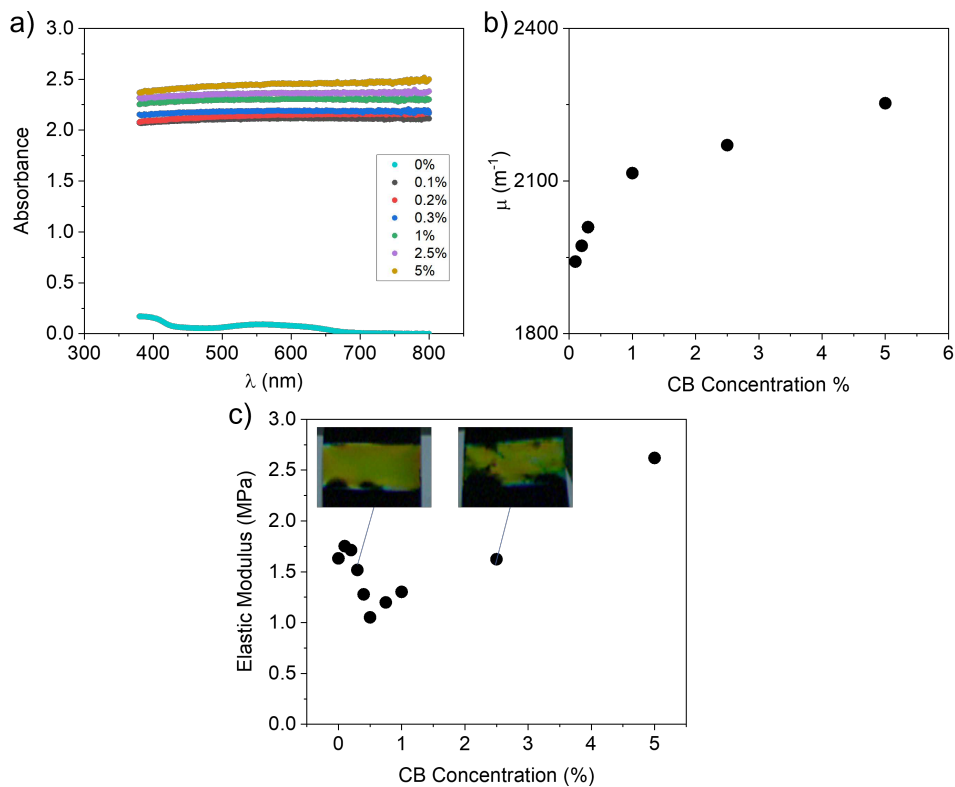 a)
3.0
2.5
2.0
1.5
1.0
0.5
0.0
Absorbance
300 400 500 600 700 800
λ (nm)
0%
0.1%
0.2%
0.3%
1%
2.5%
5%
b)
2400
2100
1800
μ (m⁻¹)
0 1 2 3 4 5 6
CB Concentration %
c)
3.0
2.5
2.0
1.5
1.0
0.5
0.0
Elastic Modulus (MPa)
0 1 2 3 4 5
CB Concentration (%)